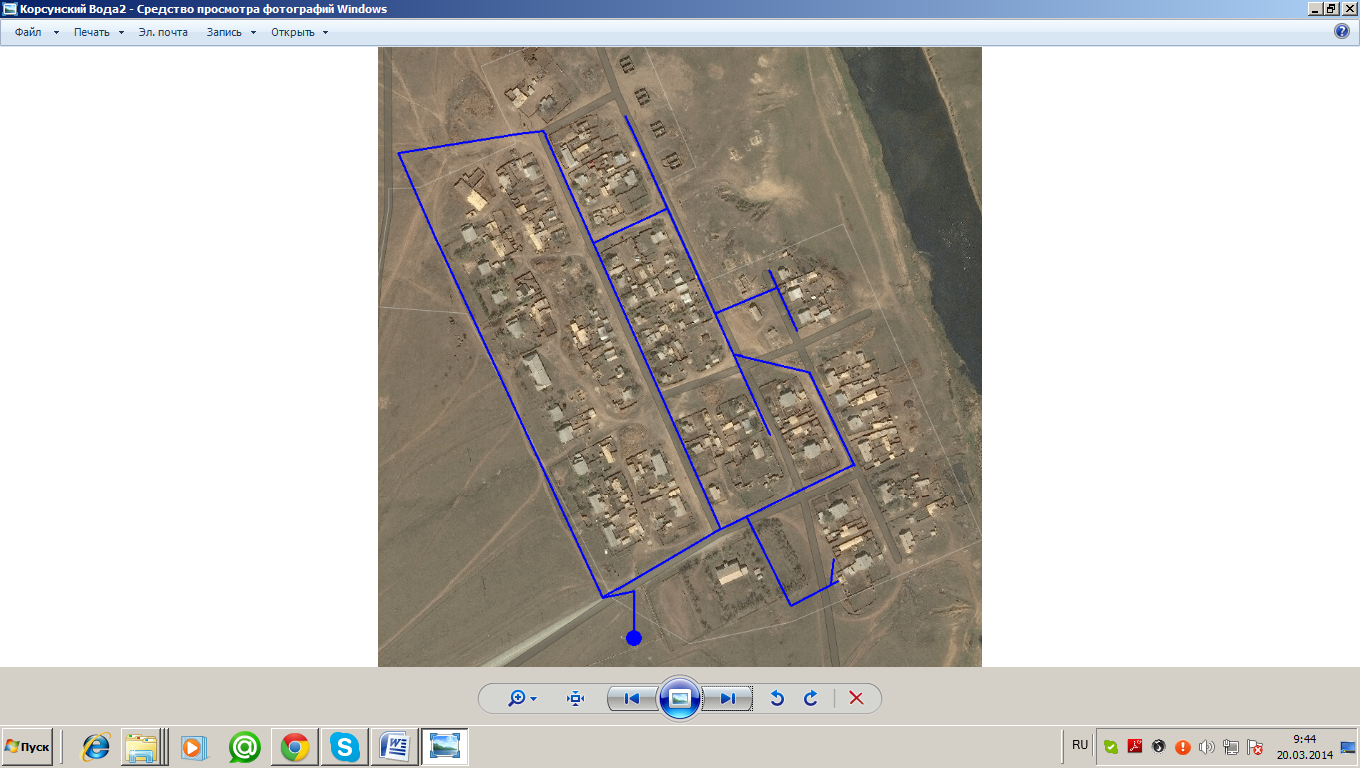 Корсунский Вода2 - Средство просмотра фотографий Windows
Файл Печать Эл. почта Запись Открыть
Пуск
RU
9:44
20.03.2014